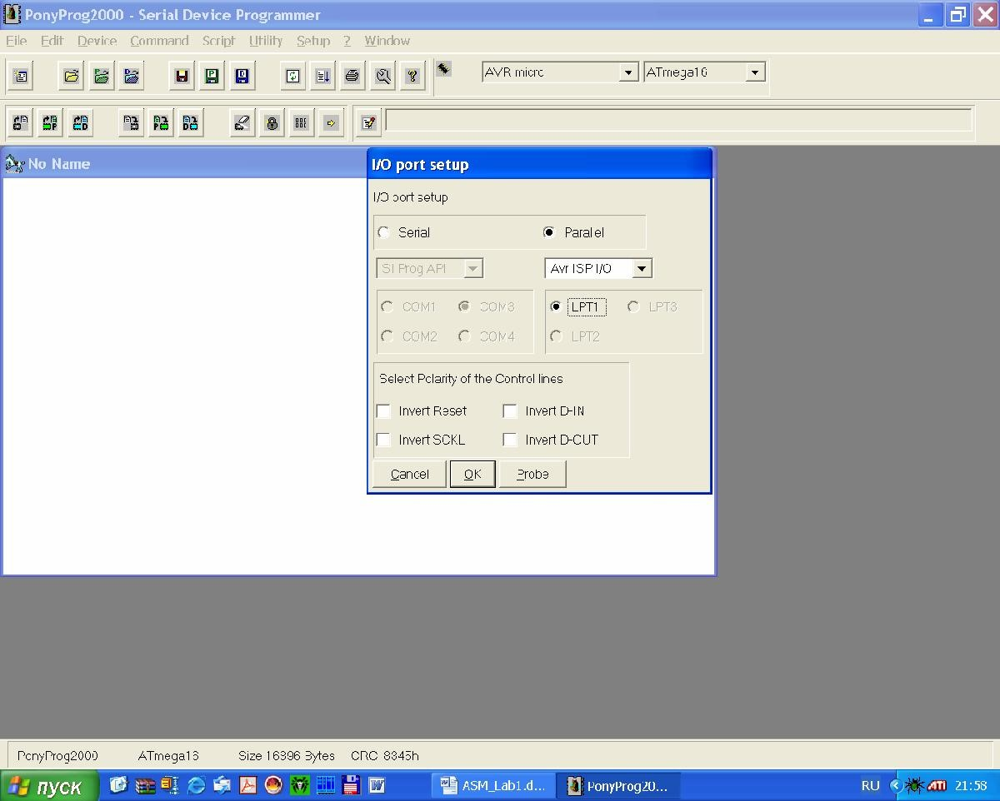 PonyProg2000 - Serial Device Programmer
File Edit Device Command Script Utility Setup ? Window
AVR micro ATmega16
No Name
I/O port setup
I/O port setup
Serial Parallel
SI Prog API Avr ISP I/O
COM1 COM3 LPT1 LPT3
COM2 COM4 LPT2
Select Polarity of the Control lines
Invert Reset Invert D-IN
Invert SCKL Invert D-OUT
Cancel OK Probe
PonyProg2000 ATmega16 Size 16896 Bytes CRC 8345h
пуск ASM_Lab1.d... PonyProg20... RU ATI 21:58